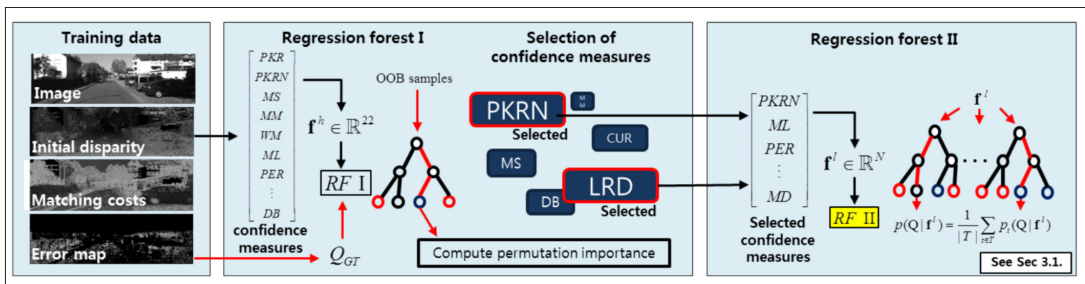 Training data
Image
Initial disparity
Matching costs
Error map
Regression forest I
PKR
PKRN
MS
MM
WM
ML
PER
⋮
DB
confidence
measures
f^h ∈ ℝ^22
RF I
Q_GT
OOB samples
Compute permutation importance
Selection of
confidence measures
PKRN
Selected
M
M
CUR
MS
DB
LRD
Selected
Regression forest II
PKRN
ML
PER
⋮
MD
Selected
confidence
measures
f^l ∈ ℝ^N
RF II
f^l
· · ·
p(Q|f^l) = 1/|T| ∑_{t∈T} p_t(Q|f^l)
See Sec 3.1.